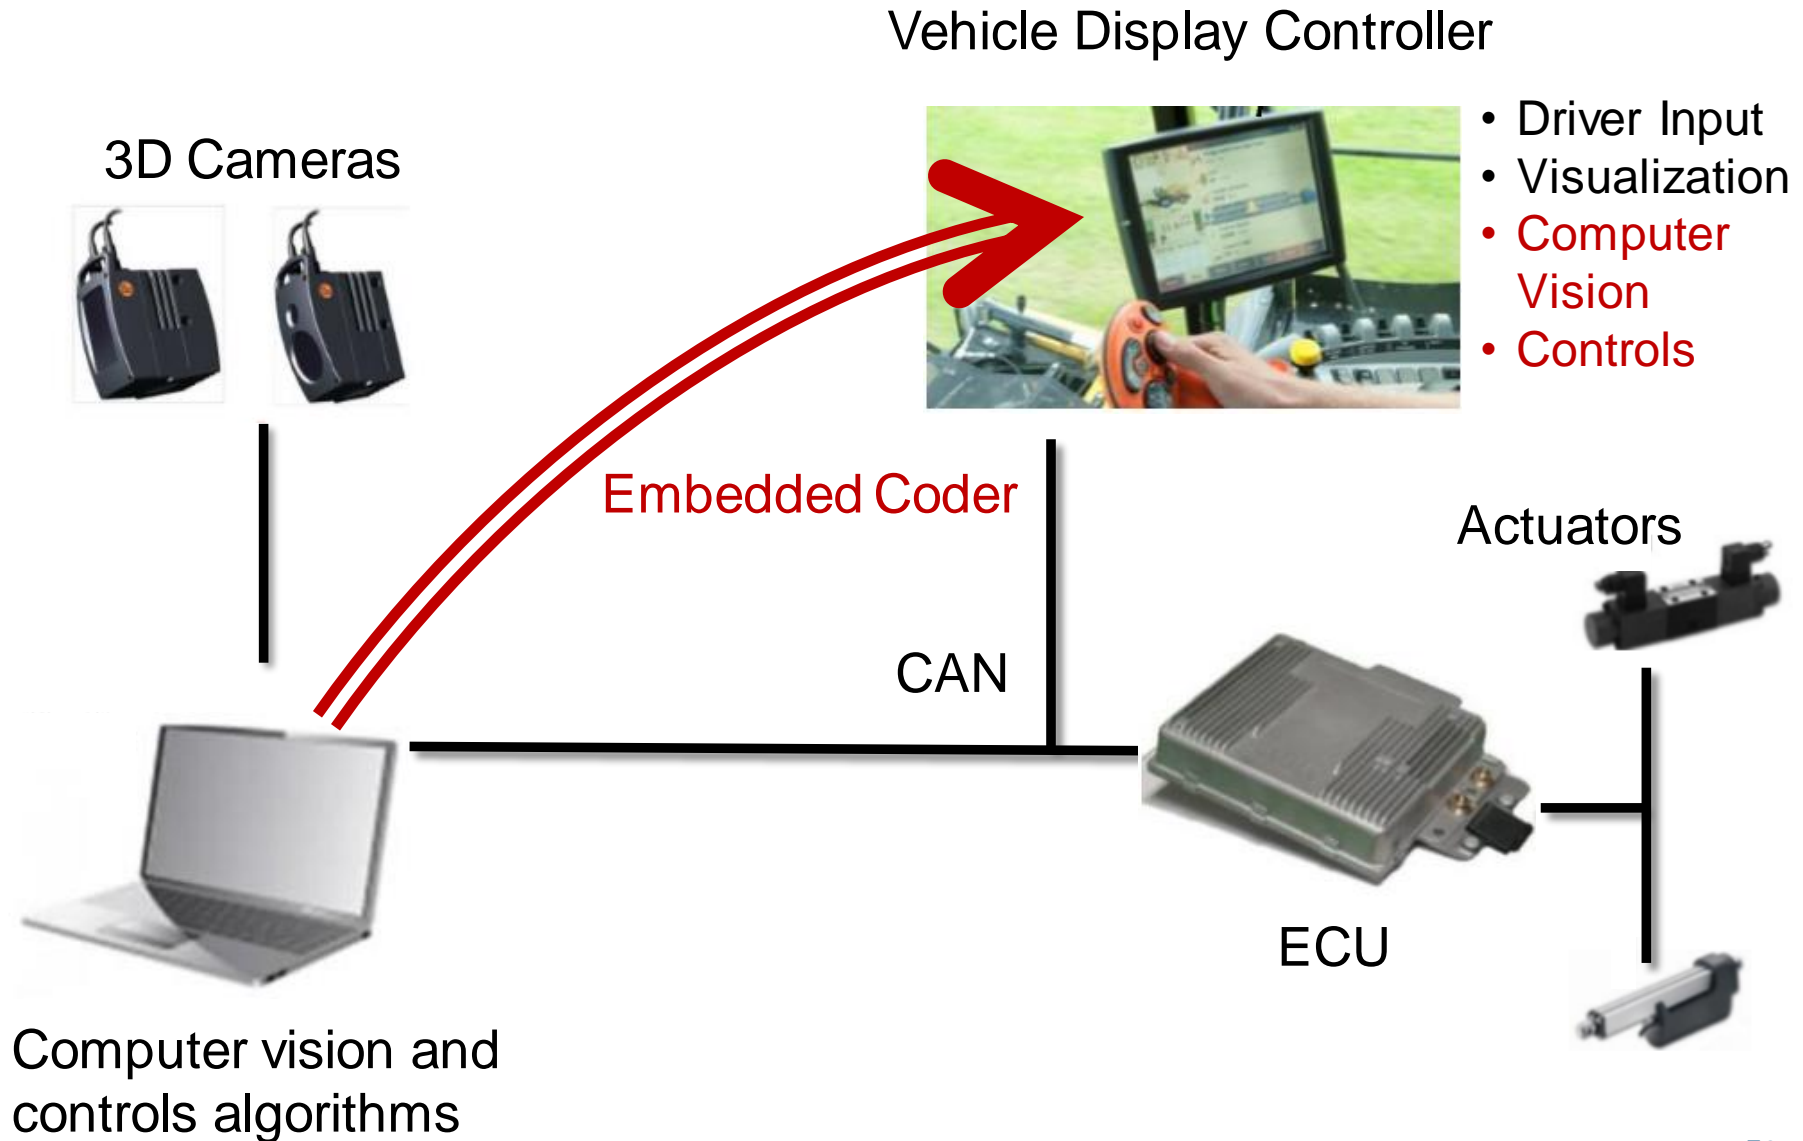 Vehicle Display Controller
3D Cameras
• Driver Input
• Visualization
• Computer
Vision
• Controls
Embedded Coder
Actuators
CAN
ECU
Computer vision and
controls algorithms